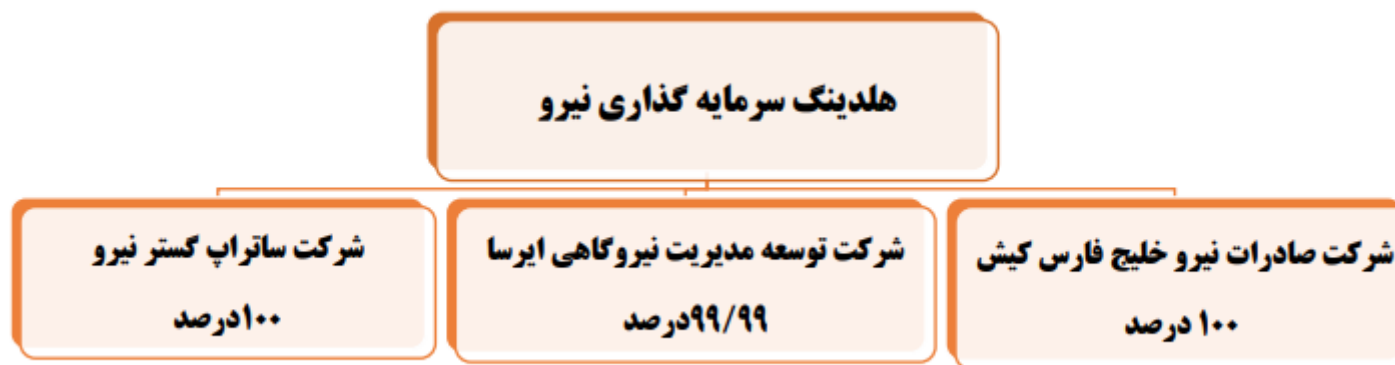 هلدینگ سرمایه گذاری نیرو
شرکت صادرات نیرو خلیج فارس کیش
۱۰۰ درصد
شرکت توسعه مدیریت نیروگاهی ایرسا
۹۹/۹۹درصد
شرکت ساتراپ گستر نیرو
۱۰۰درصد